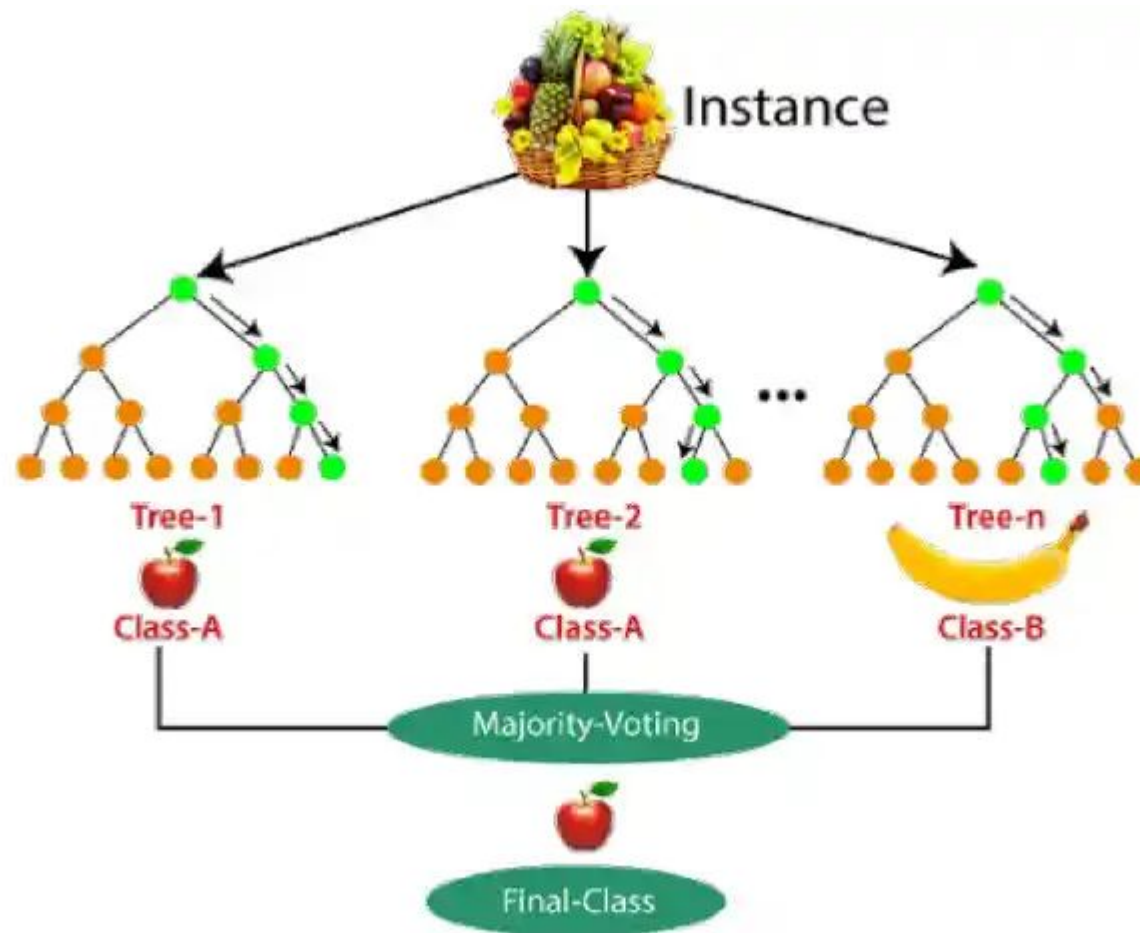 Instance
Tree-1
Tree-2
Tree-n
Class-A
Class-A
Class-B
Majority-Voting
Final-Class